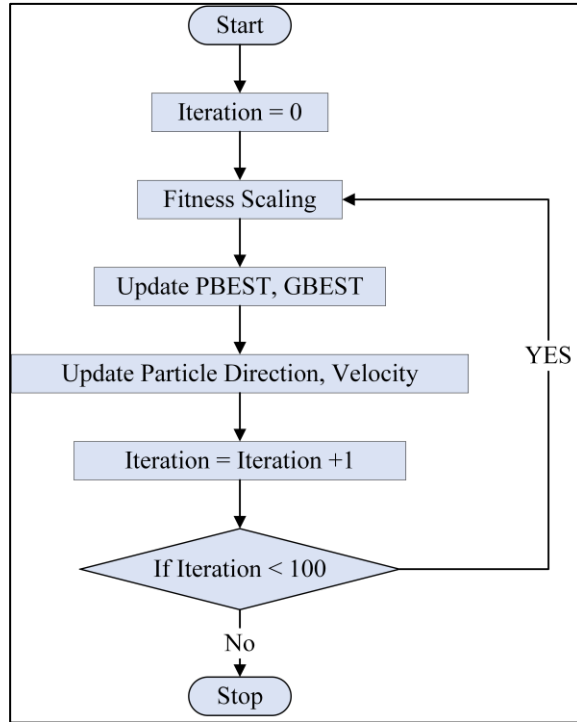 Start
Iteration = 0
Fitness Scaling
Update PBEST, GBEST
YES
Update Particle Direction, Velocity
Iteration = Iteration +1
If Iteration < 100
No
Stop